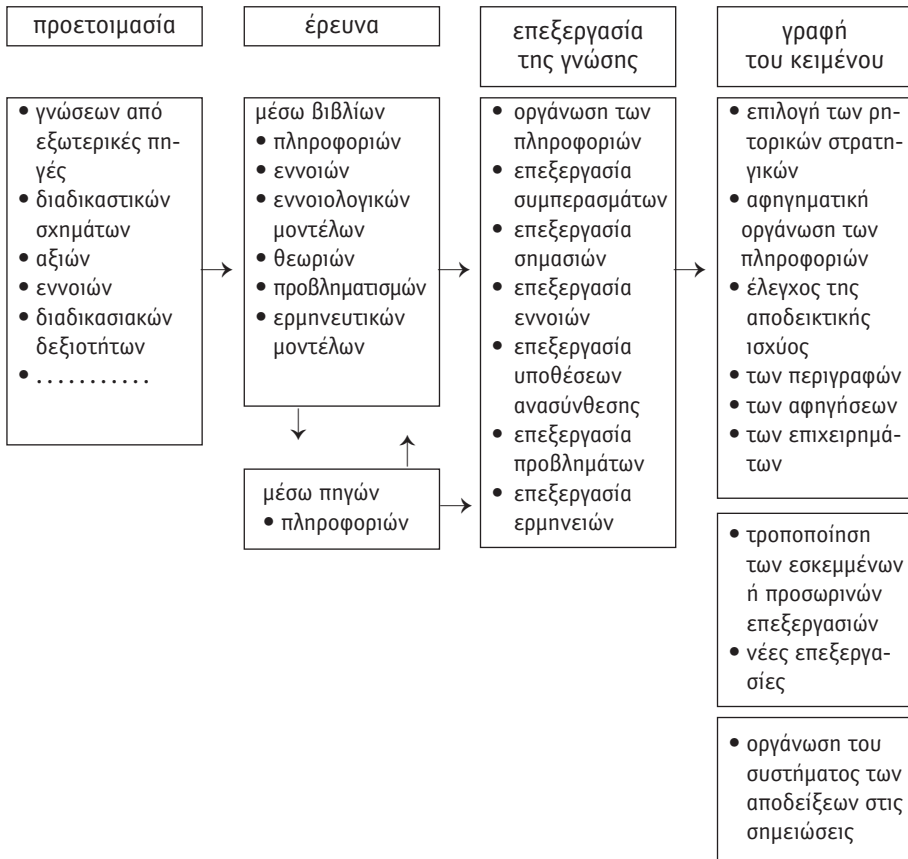 προετοιμασία
έρευνα
επεξεργασία
της γνώσης
γραφή
του κειμένου
• γνώσεων από
εξωτερικές πη-
γές
• διαδικαστικών
σχημάτων
• αξιών
• εννοιών
• διαδικασιακών
δεξιοτήτων
• . . . . . . . . . . .
μέσω βιβλίων
• πληροφοριών
• εννοιών
• εννοιολογικών
μοντέλων
• θεωριών
• προβληματισμών
• ερμηνευτικών
μοντέλων
μέσω πηγών
• πληροφοριών
• οργάνωση των
πληροφοριών
• επεξεργασία
συμπερασμάτων
• επεξεργασία
σημασιών
• επεξεργασία
εννοιών
• επεξεργασία
υποθέσεων
ανασύνθεσης
• επεξεργασία
προβλημάτων
• επεξεργασία
ερμηνειών
• επιλογή των ρη-
τορικών στρατη-
γικών
• αφηγηματική
οργάνωση των
πληροφοριών
• έλεγχος της
αποδεικτικής
ισχύος
• των περιγραφών
• των αφηγήσεων
• των επιχειρημά-
των
• τροποποίηση
των εσκεμμένων
ή προσωρινών
επεξεργασιών
• νέες επεξεργα-
σίες
• οργάνωση του
συστήματος των
αποδείξεων στις
σημειώσεις